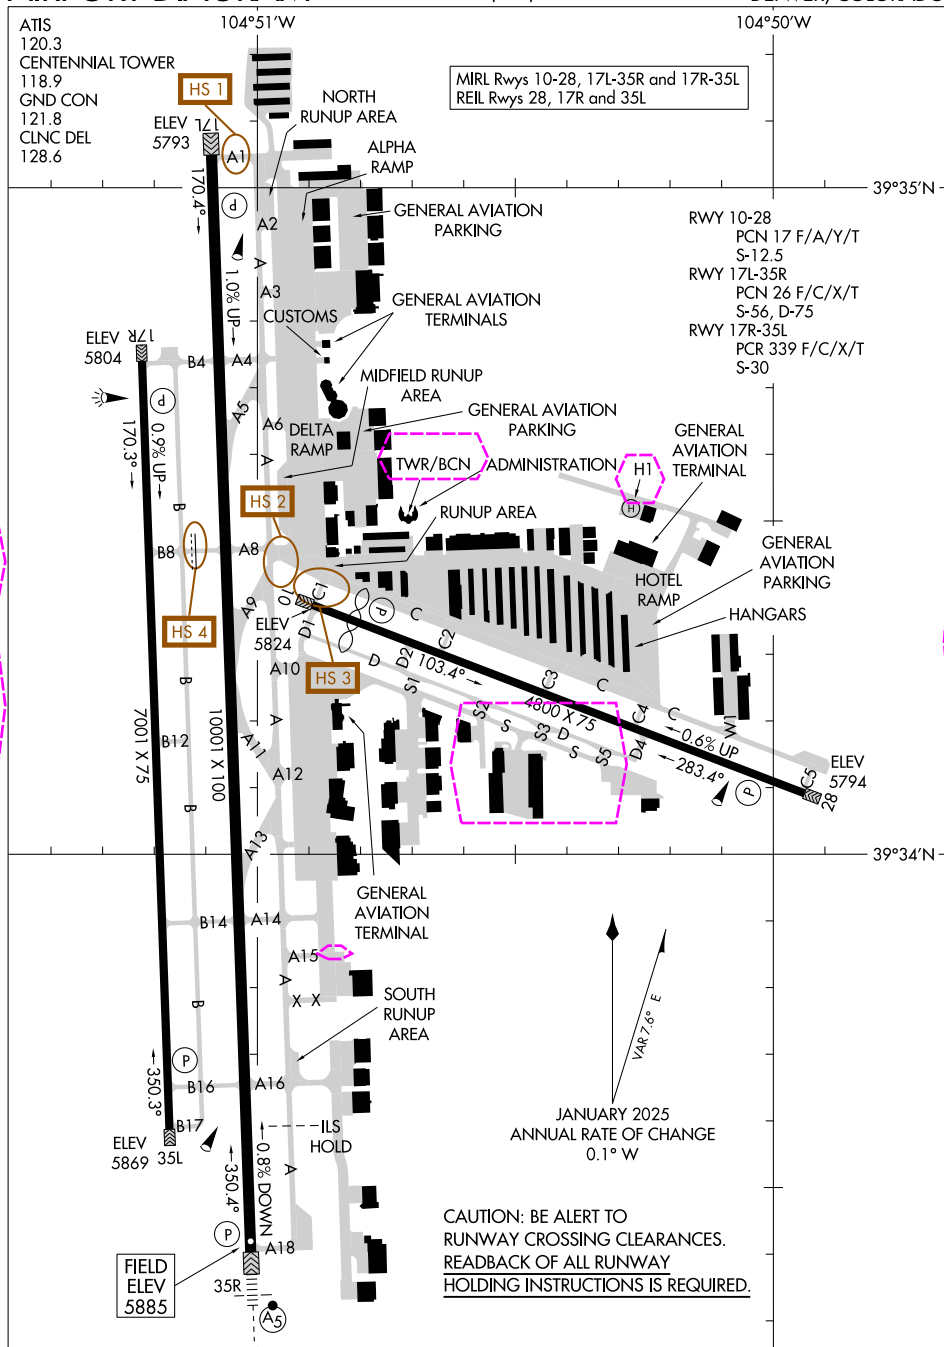 104°51'W
104°50'W
ATIS
120.3
CENTENNIAL TOWER
118.9
GND CON
121.8
CLNC DEL
128.6
HS 1
MIRL Rwys 10-28, 17L-35R and 17R-35L
REIL Rwys 28, 17R and 35L
NORTH
RUNUP AREA
ELEV
5793
17L
A1
ALPHA
RAMP
39°35'N
170.4°
P
A2
GENERAL AVIATION
PARKING
RWY 10-28
PCN 17 F/A/Y/T
S-12.5
RWY 17L-35R
PCN 26 F/C/X/T
S-56, D-75
RWY 17R-35L
PCR 339 F/C/X/T
S-30
A
1.0% UP
A3
GENERAL AVIATION
TERMINALS
CUSTOMS
17R
ELEV
5804
B4
A4
MIDFIELD RUNUP
AREA
P
A5
A6
GENERAL AVIATION
PARKING
170.3°
0.9% UP
DELTA
RAMP
A
TWR/BCN
ADMINISTRATION
H1
GENERAL
AVIATION
TERMINAL
HS 2
B
H
RUNUP AREA
B8
A8
GENERAL
AVIATION
PARKING
HOTEL
RAMP
HANGARS
10
C1
P
A9
ELEV
5824
D1
C
C2
HS 4
HS 3
A10
D
D2
103.4°
S1
C3
C
B
7001 X 75
10001 X 100
A
S2
4800 X 75
C4
C
W1
S
S3
D
S
S5
D4
0.6% UP
283.4°
P
ELEV
5794
C5
28
B12
A11
A12
B
A13
39°34'N
GENERAL
AVIATION
TERMINAL
B14
A14
A15
A
X X
B
SOUTH
RUNUP
AREA
VAR 7.6° E
P
350.3°
B16
A16
JANUARY 2025
ANNUAL RATE OF CHANGE
0.1° W
B17
ILS
HOLD
ELEV
5869
35L
350.4°
0.8% DOWN
A
P
A18
CAUTION: BE ALERT TO
RUNWAY CROSSING CLEARANCES.
READBACK OF ALL RUNWAY
HOLDING INSTRUCTIONS IS REQUIRED.
FIELD
ELEV
5885
35R
A5